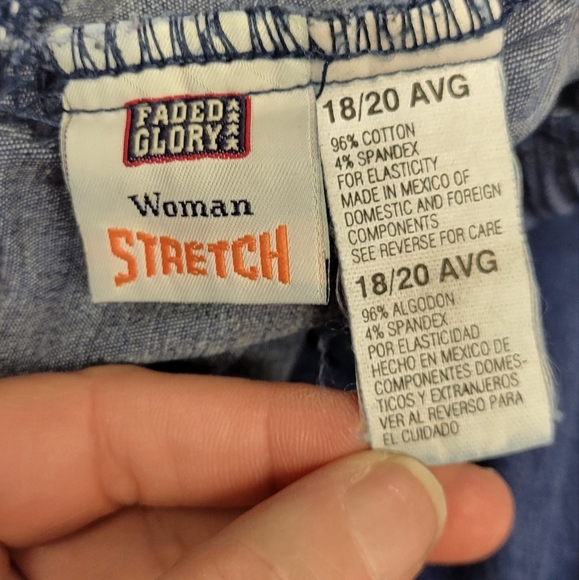 FADED
GLORY
Woman
STRETCH
18/20 AVG
96% COTTON
4% SPANDEX
FOR ELASTICITY
MADE IN MEXICO OF
DOMESTIC AND FOREIGN
COMPONENTS
SEE REVERSE FOR CARE
18/20 AVG
96% ALGODON
4% SPANDEX
POR ELASTICIDAD
HECHO EN MEXICO DE
COMPONENTES DOMES-
TICOS Y EXTRANJEROS
VER AL REVERSO PARA
EL CUIDADO